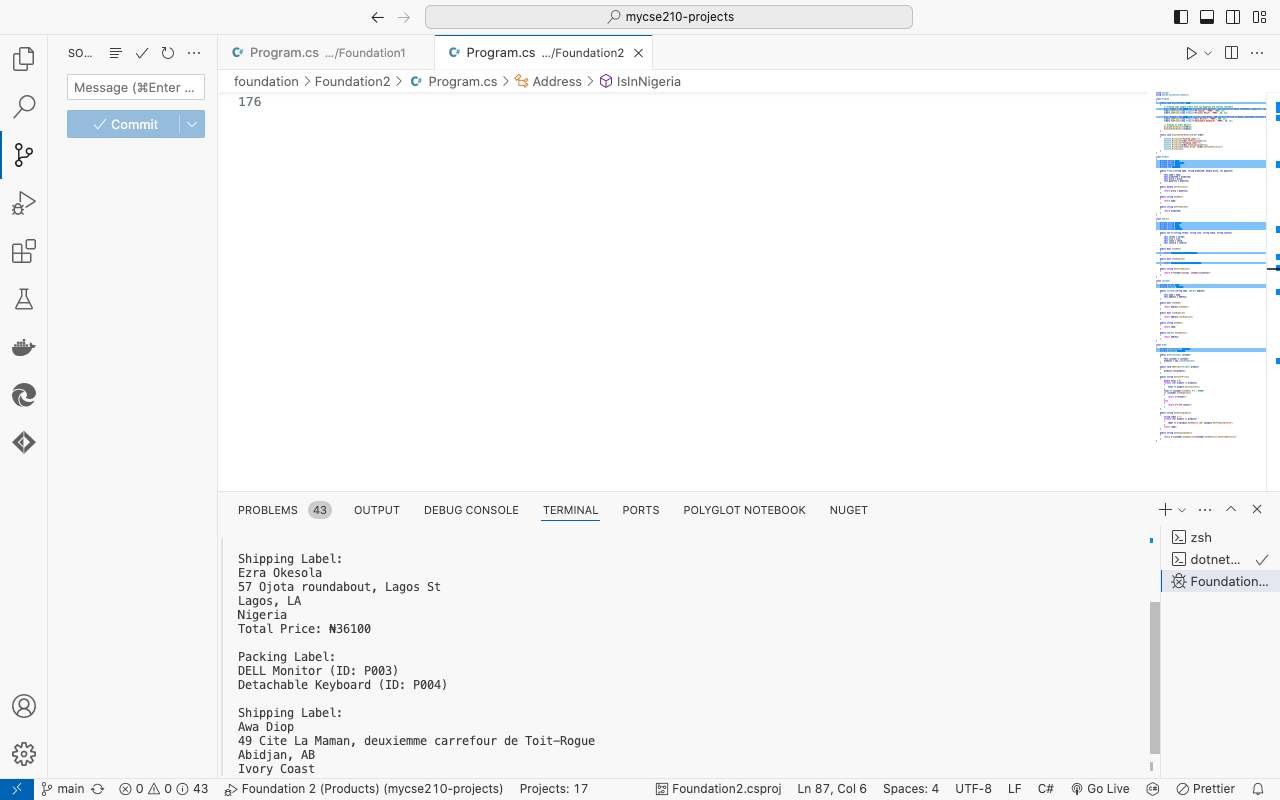 mycse210-projects
SO...
Program.cs .../Foundation1
Program.cs .../Foundation2
foundation > Foundation2 > Program.cs > Address > IsInNigeria
Message (⌘Enter ...
Commit
176
PROBLEMS 43 OUTPUT DEBUG CONSOLE TERMINAL PORTS POLYGLOT NOTEBOOK NUGET
zsh
dotnet...
Foundation...
Shipping Label:
Ezra Okesola
57 Ojota roundabout, Lagos St
Lagos, LA
Nigeria
Total Price: ₦36100
Packing Label:
DELL Monitor (ID: P003)
Detachable Keyboard (ID: P004)
Shipping Label:
Awa Diop
49 Cite La Maman, deuxiemme carrefour de Toit-Rogue
Abidjan, AB
Ivory Coast
main 0 0 43 Foundation 2 (Products) (mycse210-projects) Projects: 17 Foundation2.csproj Ln 87, Col 6 Spaces: 4 UTF-8 LF C# Go Live Prettier